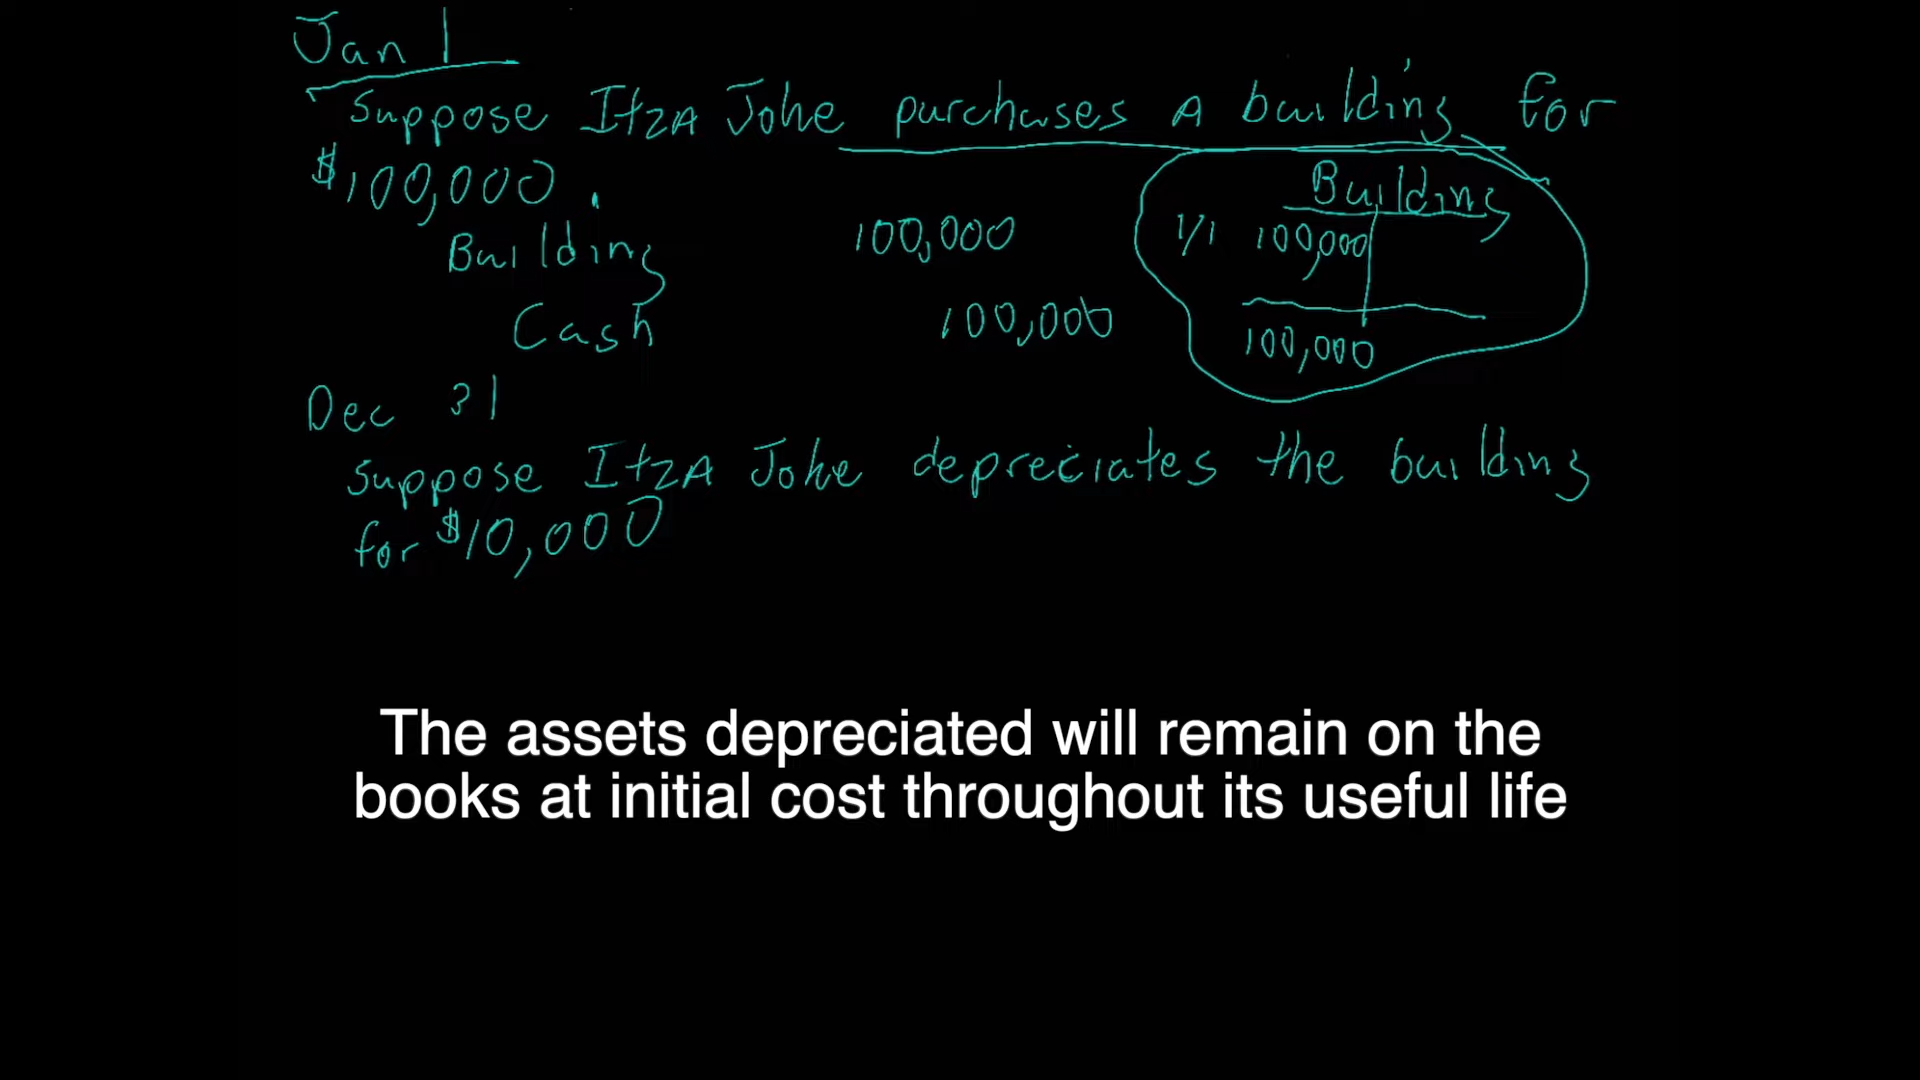 Jan 1
Suppose ItzA Joke purchases A building for
$100,000.
Building
Building 100,000 1/1 100,000
Cash 100,000
100,000
Dec 31
Suppose ItzA Joke depreciates the building
for $10,000
The assets depreciated will remain on the
books at initial cost throughout its useful life